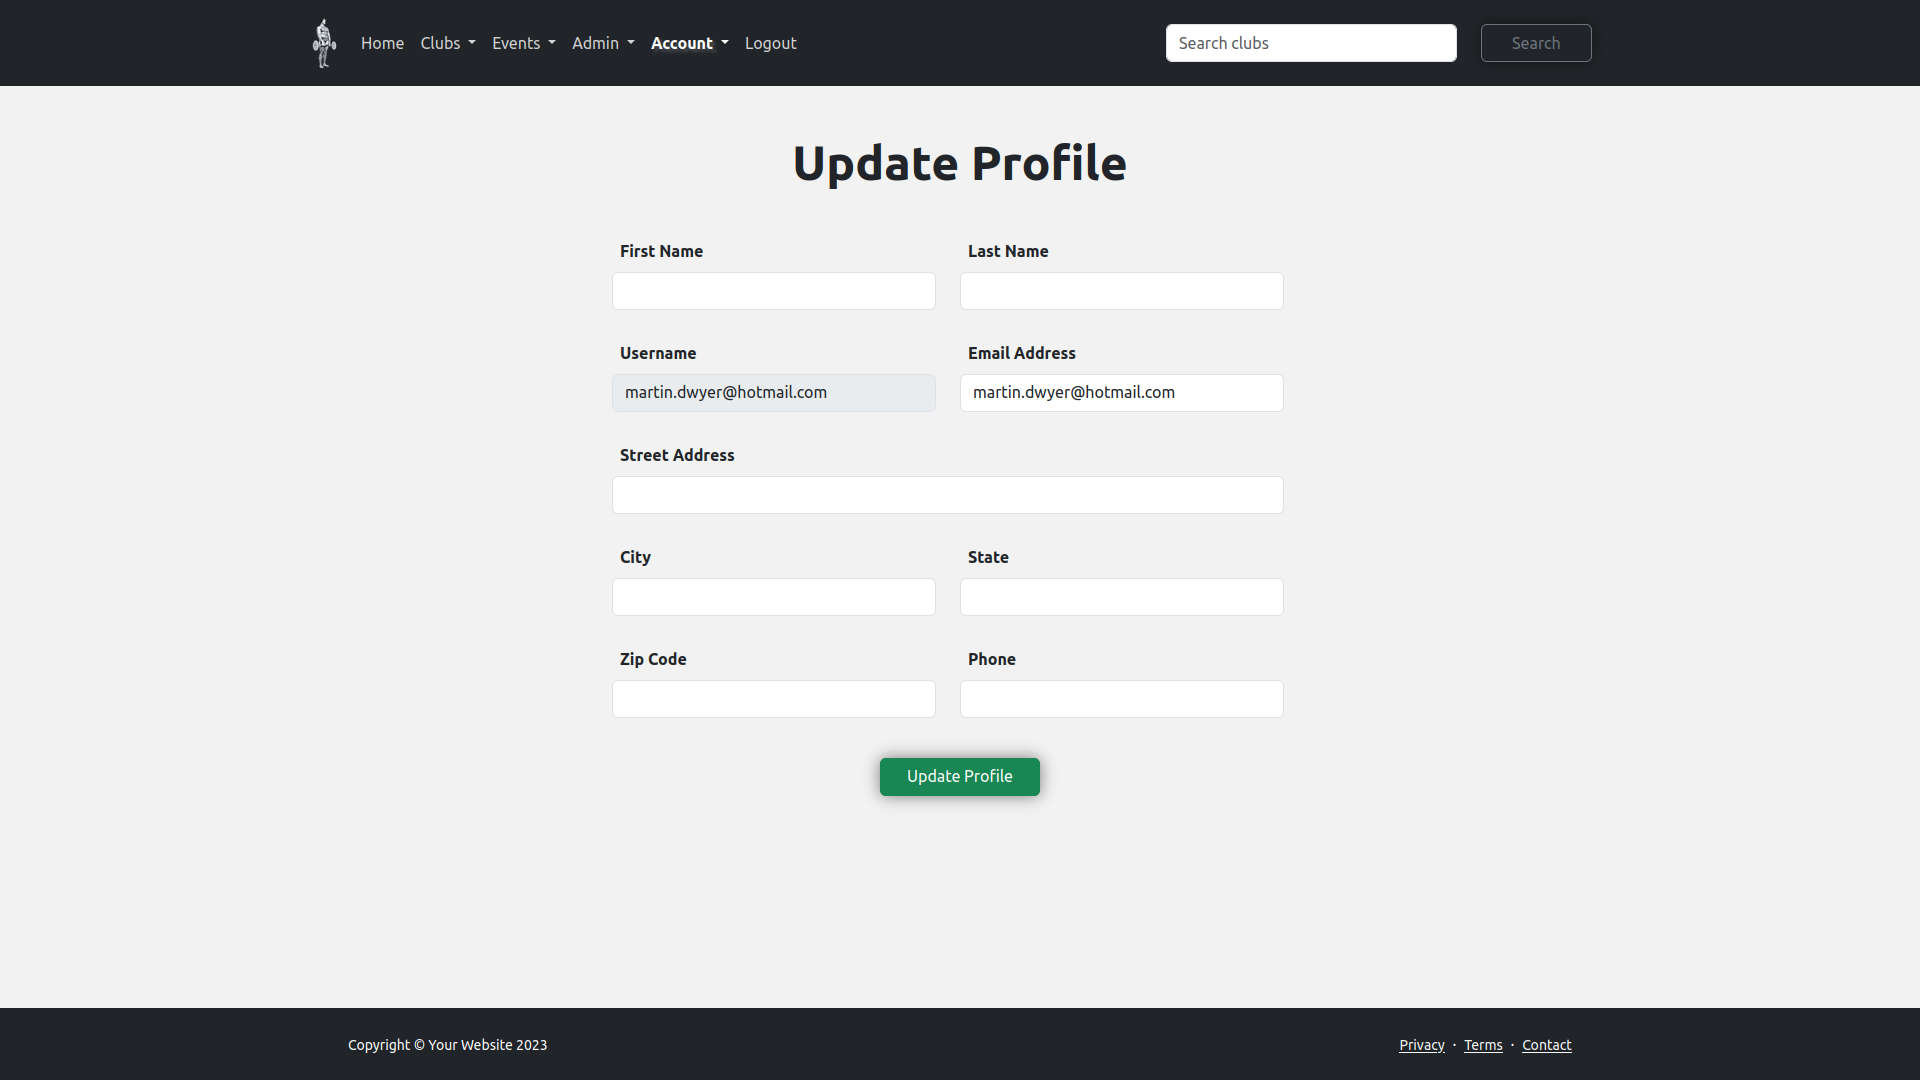 Home Clubs Events Admin Account Logout Search clubs Search
Update Profile
First Name Last Name
Username Email Address
martin.dwyer@hotmail.com martin.dwyer@hotmail.com
Street Address
City State
Zip Code Phone
Update Profile
Copyright © Your Website 2023 Privacy · Terms · Contact